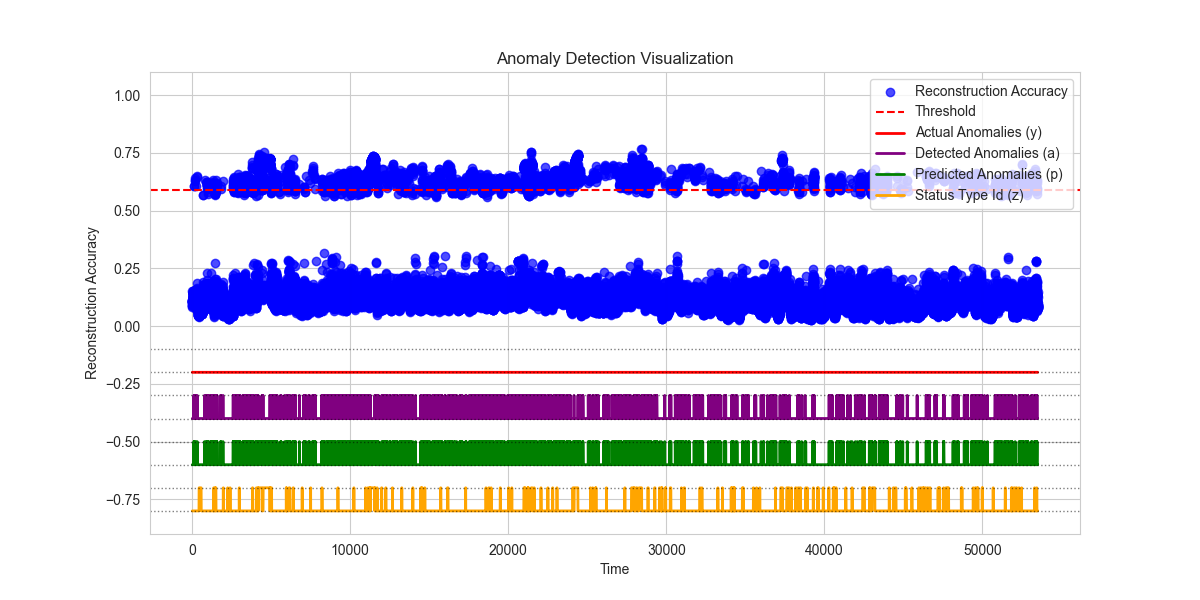 Anomaly Detection Visualization
1.00
0.75
0.50
0.25
0.00
−0.25
−0.50
−0.75
Reconstruction Accuracy
Reconstruction Accuracy
Threshold
Actual Anomalies (y)
Detected Anomalies (a)
Predicted Anomalies (p)
Status Type Id (z)
0
10000
20000
30000
40000
50000
Time